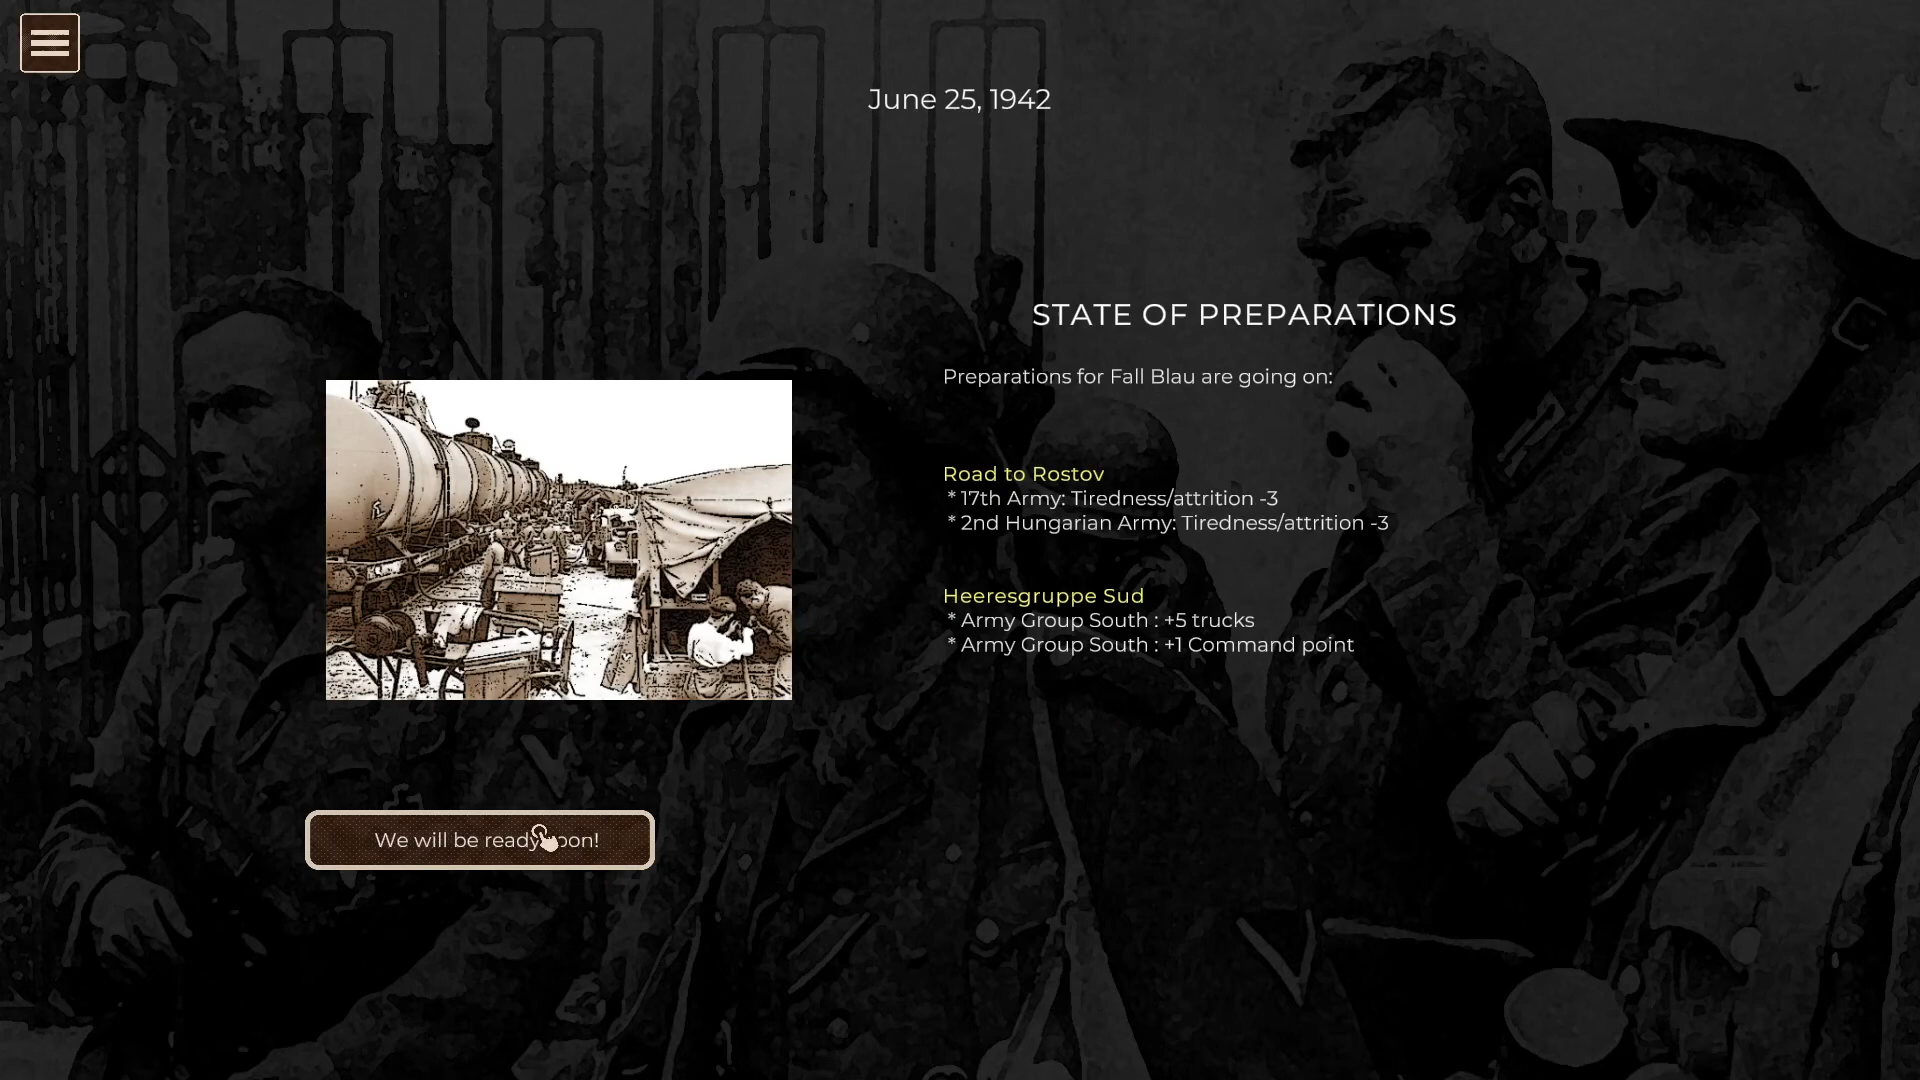 June 25, 1942
STATE OF PREPARATIONS
Preparations for Fall Blau are going on:
Road to Rostov
* 17th Army: Tiredness/attrition -3
* 2nd Hungarian Army: Tiredness/attrition -3
Heeresgruppe Sud
* Army Group South : +5 trucks
* Army Group South : +1 Command point
We will be ready soon!